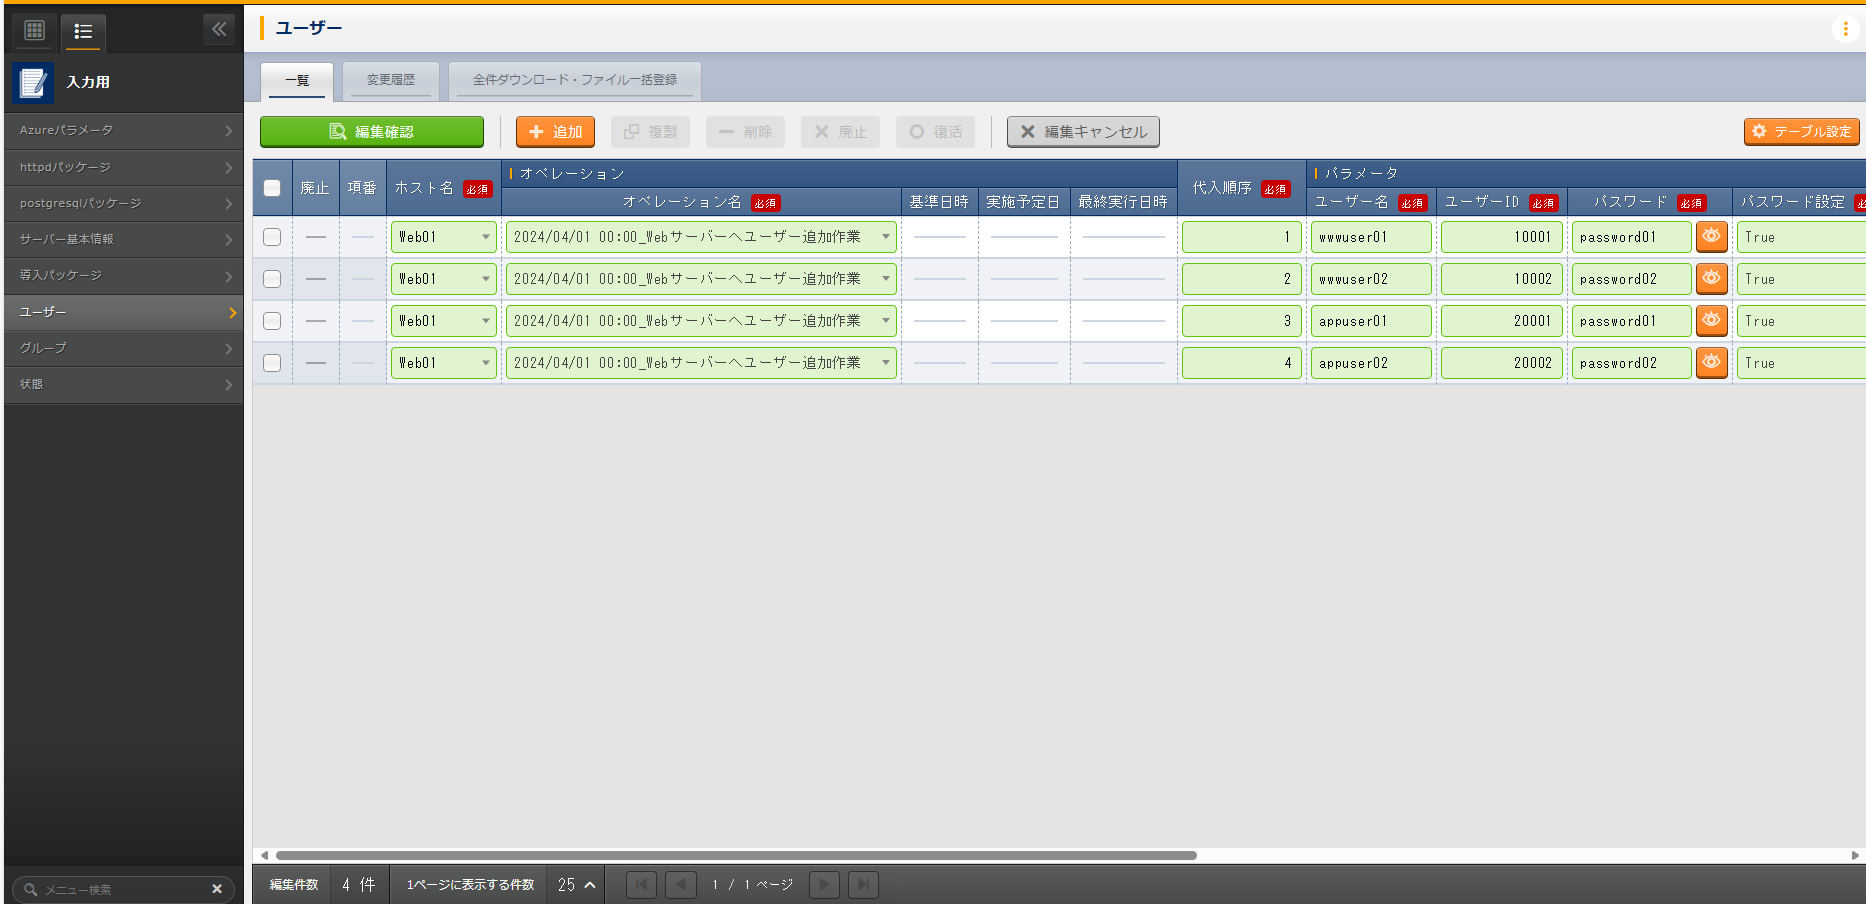 ユーザー
入力用
Azureパラメータ
httpdパッケージ
postgresqlパッケージ
サーバー基本情報
導入パッケージ
ユーザー
グループ
状態
メニュー検索
一覧 変更履歴 全件ダウンロード・ファイル一括登録
編集確認 追加 複製 削除 廃止 復活 編集キャンセル テーブル設定
廃止 項番 ホスト名 必須 オペレーション 代入順序 必須 パラメータ
オペレーション名 必須 基準日時 実施予定日 最終実行日時 ユーザー名 必須 ユーザーID 必須 パスワード 必須 パスワード設定
Web01 2024/04/01 00:00_Webサーバーへユーザー追加作業 1 wwwuser01 10001 password01 True
Web01 2024/04/01 00:00_Webサーバーへユーザー追加作業 2 wwwuser02 10002 password02 True
Web01 2024/04/01 00:00_Webサーバーへユーザー追加作業 3 appuser01 20001 password01 True
Web01 2024/04/01 00:00_Webサーバーへユーザー追加作業 4 appuser02 20002 password02 True
編集件数 4 件 1ページに表示する件数 25 1 / 1 ページ